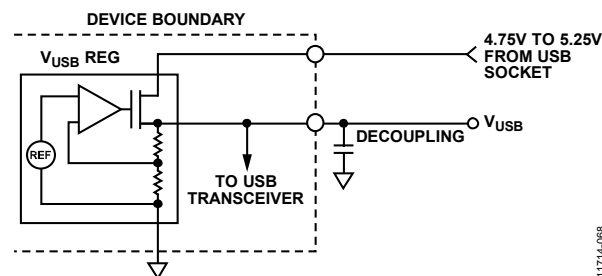 DEVICE BOUNDARY
VUSB REG
4.75V TO 5.25V
FROM USB
SOCKET
REF
DECOUPLING
VUSB
TO USB
TRANSCEIVER
11714-068